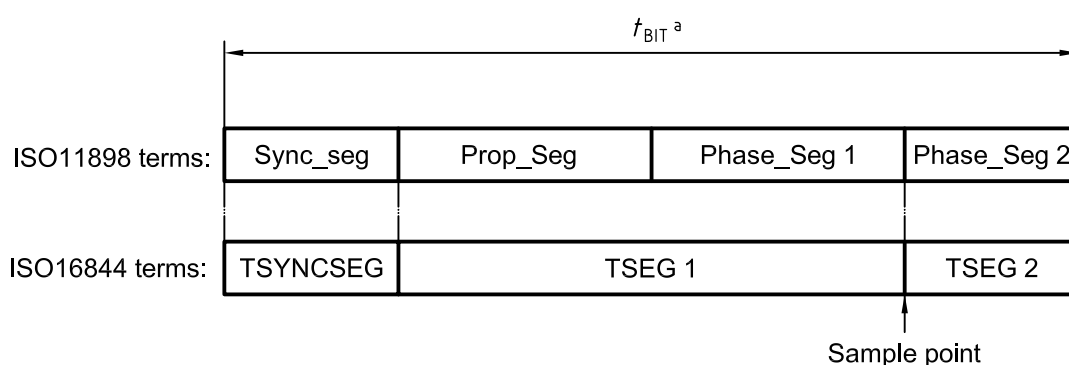 tBIT a
ISO11898 terms: Sync_seg Prop_Seg Phase_Seg 1 Phase_Seg 2
ISO16844 terms: TSYNCSEG TSEG 1 TSEG 2
Sample point